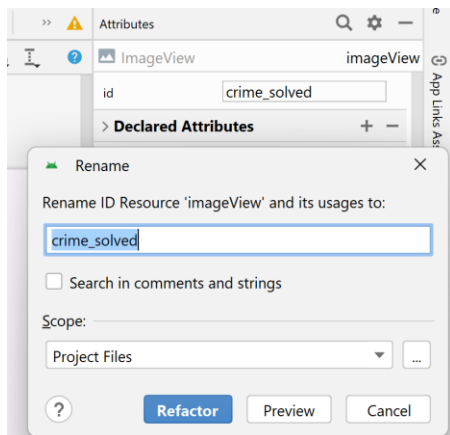 >> Attributes
ImageView imageView
id crime_solved
> Declared Attributes + −
App Links Ass
Rename
Rename ID Resource 'imageView' and its usages to:
crime_solved
Search in comments and strings
Scope:
Project Files ...
? Refactor Preview Cancel